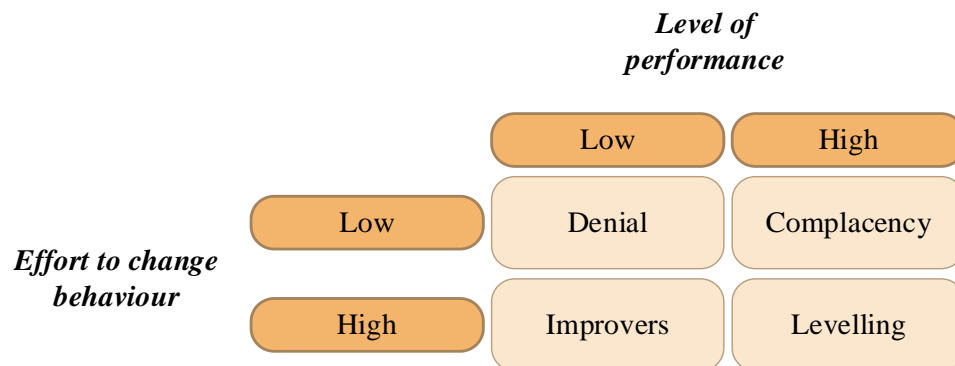 Level of
performance
Low
High
Low
Denial
Complacency
Effort to change
behaviour
High
Improvers
Levelling